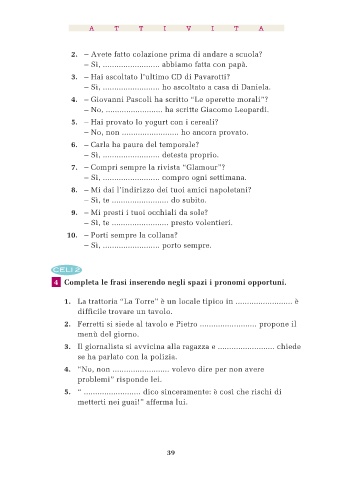 ATTIVITA
2. – Avete fatto colazione prima di andare a scuola?
– Sì, ......................... abbiamo fatta con papà.
3. – Hai ascoltato l'ultimo CD di Pavarotti?
– Sì, ......................... ho ascoltato a casa di Daniela.
4. – Giovanni Pascoli ha scritto "Le operette morali"?
– No, ......................... ha scritte Giacomo Leopardi.
5. – Hai provato lo yogurt con i cereali?
– No, non ......................... ho ancora provato.
6. – Carla ha paura del temporale?
– Sì, ......................... detesta proprio.
7. – Compri sempre la rivista "Glamour"?
– Sì, ......................... compro ogni settimana.
8. – Mi dai l'indirizzo dei tuoi amici napoletani?
– Sì, te ......................... do subito.
9. – Mi presti i tuoi occhiali da sole?
– Sì, te ......................... presto volentieri.
10. – Porti sempre la collana?
– Sì, ......................... porto sempre.
CELI 2
4 Completa le frasi inserendo negli spazi i pronomi opportuni.
1. La trattoria "La Torre" è un locale tipico in ......................... è
difficile trovare un tavolo.
2. Ferretti si siede al tavolo e Pietro ......................... propone il
menù del giorno.
3. Il giornalista si avvicina alla ragazza e ......................... chiede
se ha parlato con la polizia.
4. "No, non ......................... volevo dire per non avere
problemi" risponde lei.
5. " ......................... dico sinceramente: è così che rischi di
metterti nei guai!" afferma lui.
39